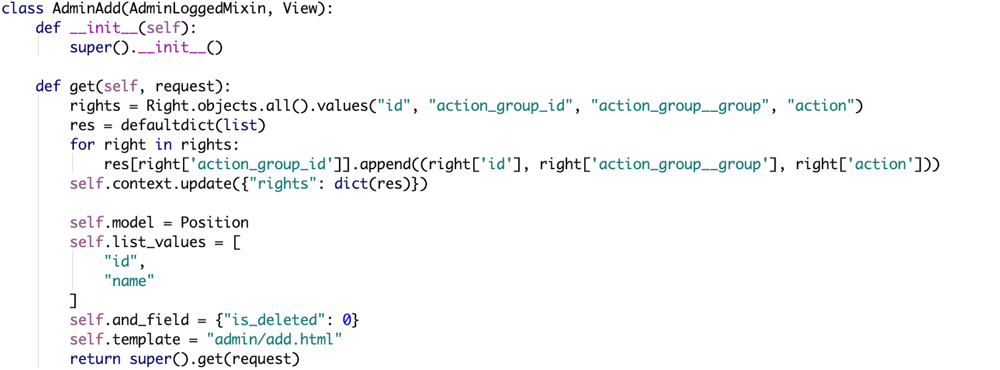 class AdminAdd(AdminLoggedMixin, View):
    def __init__(self):
        super().__init__()

    def get(self, request):
        rights = Right.objects.all().values("id", "action_group_id", "action_group__group", "action")
        res = defaultdict(list)
        for right in rights:
            res[right['action_group_id']].append((right['id'], right['action_group__group'], right['action']))
        self.context.update({"rights": dict(res)})

        self.model = Position
        self.list_values = [
            "id",
            "name"
        ]
        self.and_field = {"is_deleted": 0}
        self.template = "admin/add.html"
        return super().get(request)